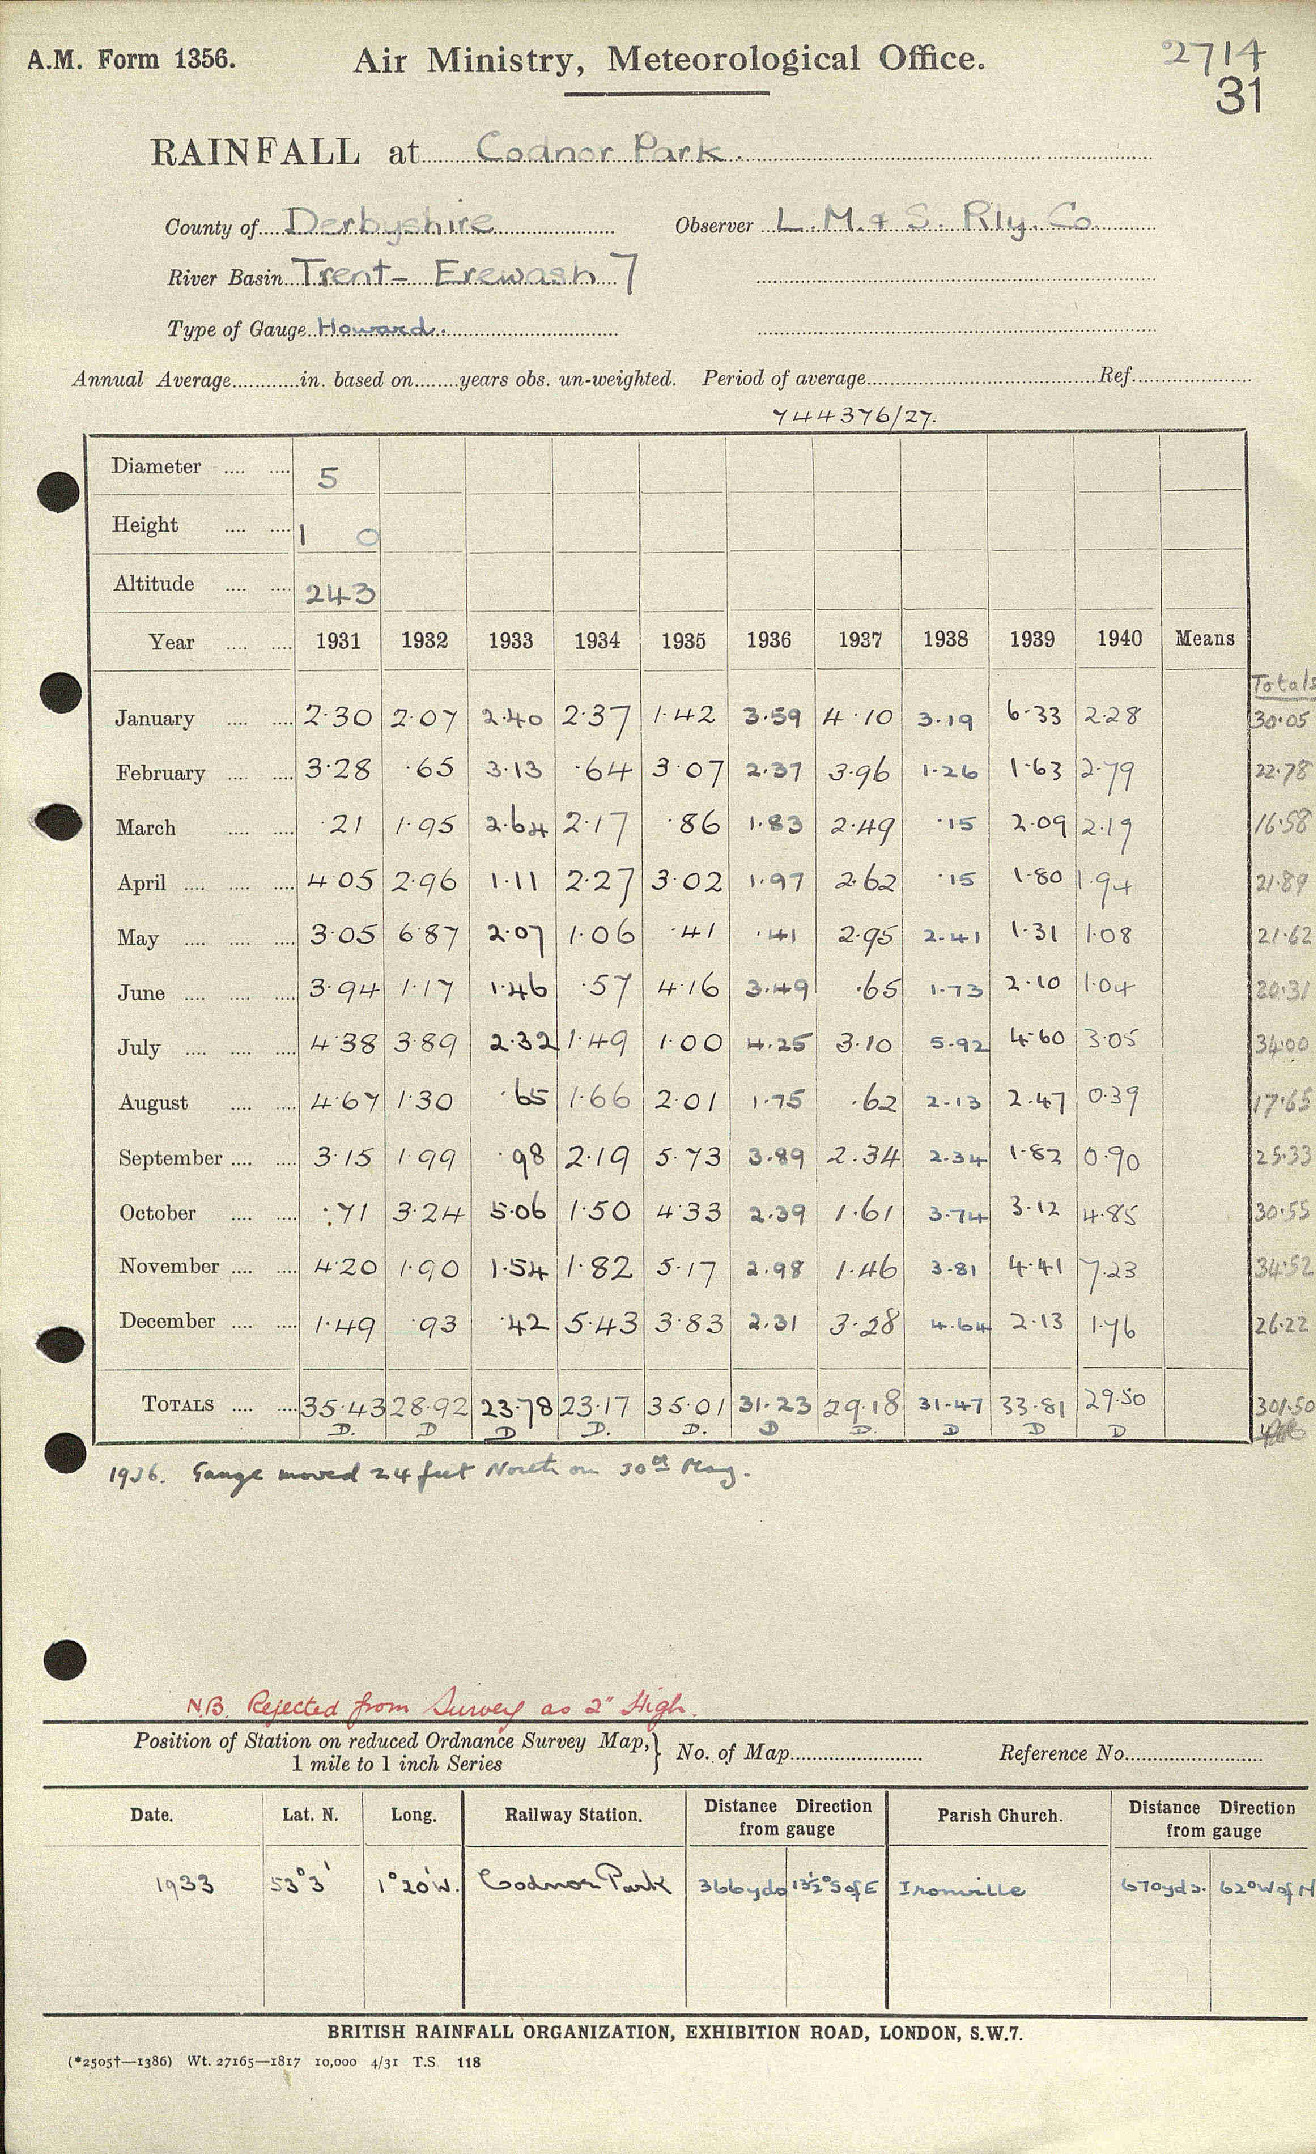 A.M. Form 1356. Air Ministry, Meteorological Office. 2714
31
RAINFALL at Codnor Park.
County of Derbyshire Observer L.M. & S. Rly. Co.
River Basin Trent - Erewash 7
Type of Gauge Howard.
Annual Average in. based on years obs. un-weighted. Period of average Ref.
744376/27.
Diameter 5
Height 1 0
Altitude 243
Year 1931 1932 1933 1934 1935 1936 1937 1938 1939 1940 Means
Totals
January 2·30 2·07 2·40 2·37 1·42 3·59 4·10 3·19 6·33 2·28 30·05
February 3·28 ·65 3·13 ·64 3·07 2·37 3·96 1·26 1·63 2·79 22·78
March ·21 1·95 2·64 2·17 ·86 1·83 2·49 ·15 2·09 2·19 16·58
April 4·05 2·96 1·11 2·27 3·02 1·97 2·62 ·15 1·80 1·94 21·89
May 3·05 6·87 2·07 1·06 ·41 ·41 2·95 2·41 1·31 1·08 21·62
June 3·94 1·17 1·46 ·57 4·16 3·49 ·65 1·73 2·10 1·04 20·31
July 4·38 3·89 2·32 1·49 1·00 4·25 3·10 5·92 4·60 3·05 34·00
August 4·67 1·30 ·65 1·66 2·01 1·75 ·62 2·13 2·47 0·39 17·65
September 3·15 1·99 ·98 2·19 5·73 3·89 2·34 2·34 1·82 0·90 25·33
October ·71 3·24 5·06 1·50 4·33 2·39 1·61 3·74 3·12 4·85 30·55
November 4·20 1·90 1·54 1·82 5·17 2·98 1·46 3·81 4·41 7·23 34·52
December 1·49 ·93 ·42 5·43 3·83 2·31 3·28 4·64 2·13 1·76 26·22
TOTALS 35·43 28·92 23·78 23·17 35·01 31·23 29·18 31·47 33·81 29·50 301·50
D. D D D. D. D D. D D D
1936. Gauge moved 24 feet North on 30th May.
N.B. Rejected from Survey as 2" High.
Position of Station on reduced Ordnance Survey Map, 1 mile to 1 inch Series } No. of Map Reference No.
Date. Lat. N. Long. Railway Station. Distance Direction from gauge Parish Church. Distance Direction from gauge
1933 53°3' 1°20'W. Codnor Park 366yds 13½° S of E Ironville 670yds. 62° W of N
BRITISH RAINFALL ORGANIZATION, EXHIBITION ROAD, LONDON, S.W.7.
(*2505†—1386) Wt. 27165—1817 10,000 4/31 T.S. 118